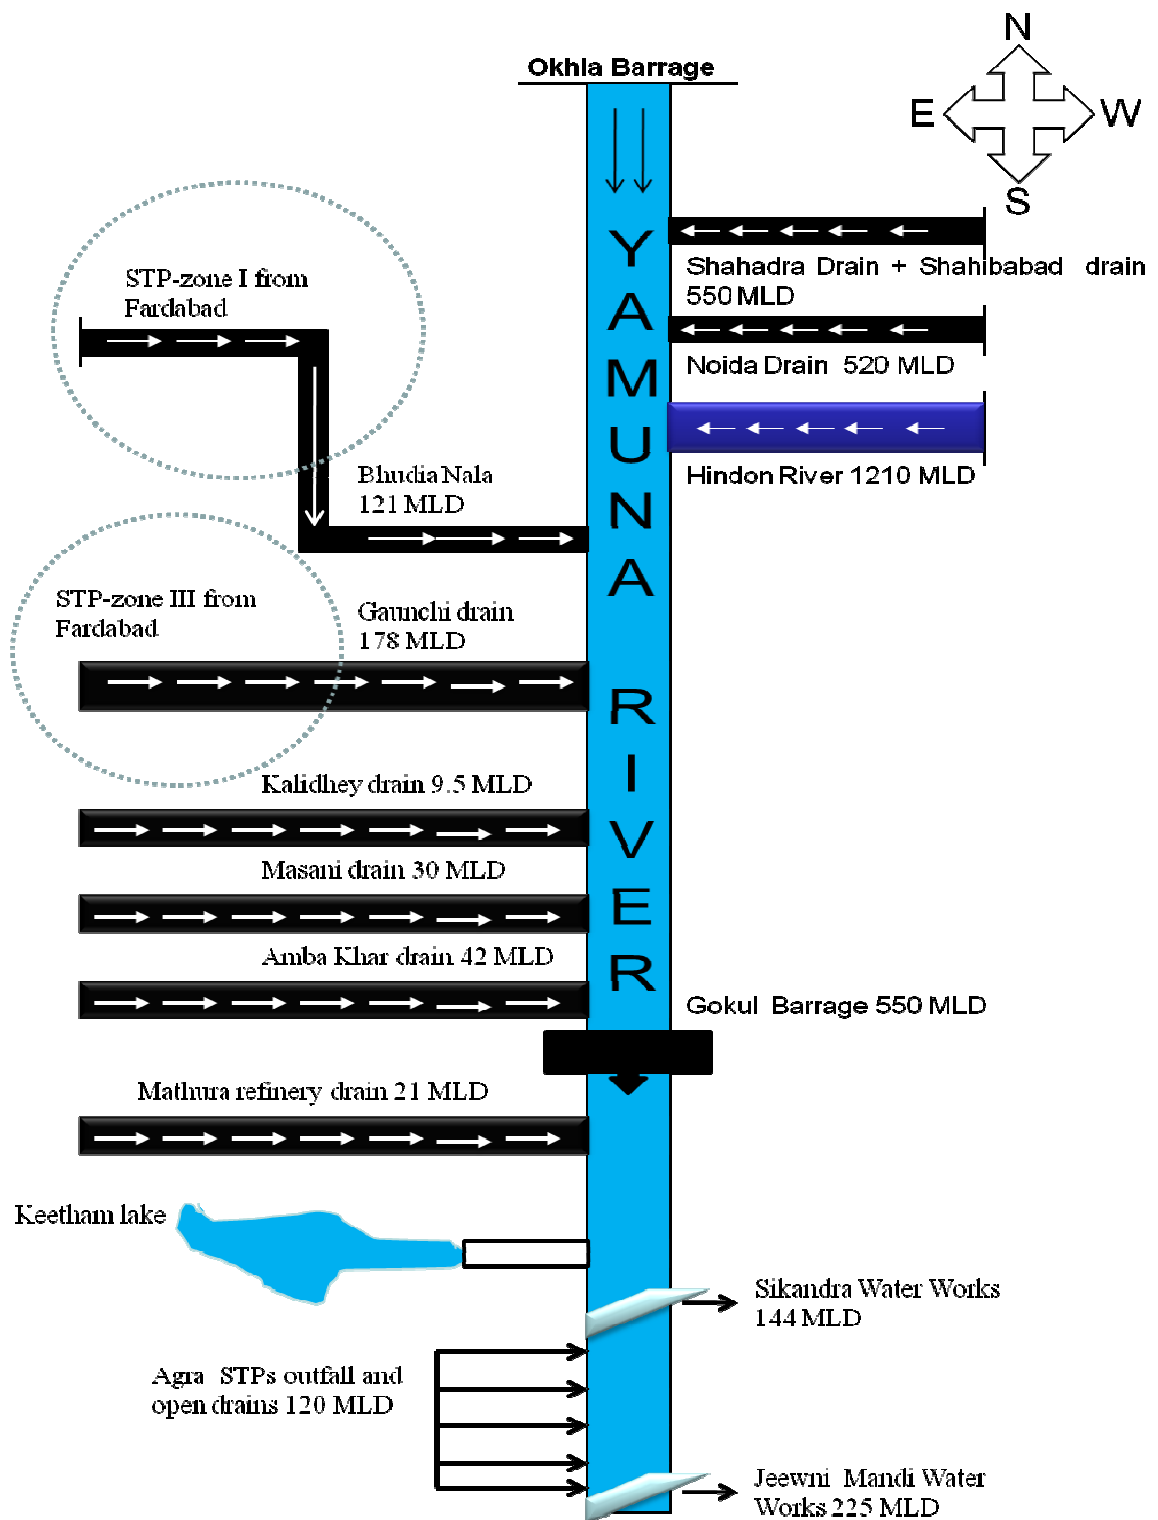 Okhla Barrage
N
E
W
S
YAMUNA RIVER
Shahadra Drain + Shahibabad drain
550 MLD
STP-zone I from
Fardabad
Noida Drain 520 MLD
Hindon River 1210 MLD
Bhudia Nala
121 MLD
STP-zone III from
Fardabad
Gaunchi drain
178 MLD
Kalidhey drain 9.5 MLD
Masani drain 30 MLD
Amba Khar drain 42 MLD
Gokul Barrage 550 MLD
Mathura refinery drain 21 MLD
Keetham lake
Sikandra Water Works
144 MLD
Agra STPs outfall and
open drains 120 MLD
Jeewni Mandi Water
Works 225 MLD